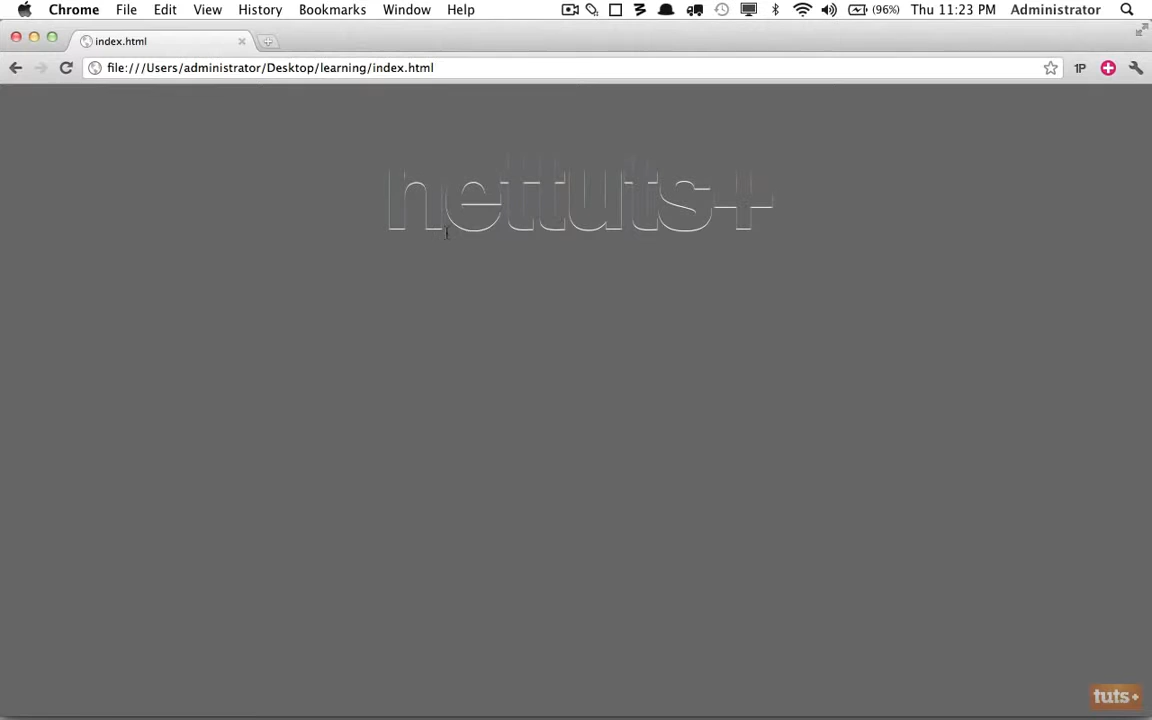 Chrome File Edit View History Bookmarks Window Help (96%) Thu 11:23 PM Administrator
index.html
file:///Users/administrator/Desktop/learning/index.html 1P
nettuts+
tuts+